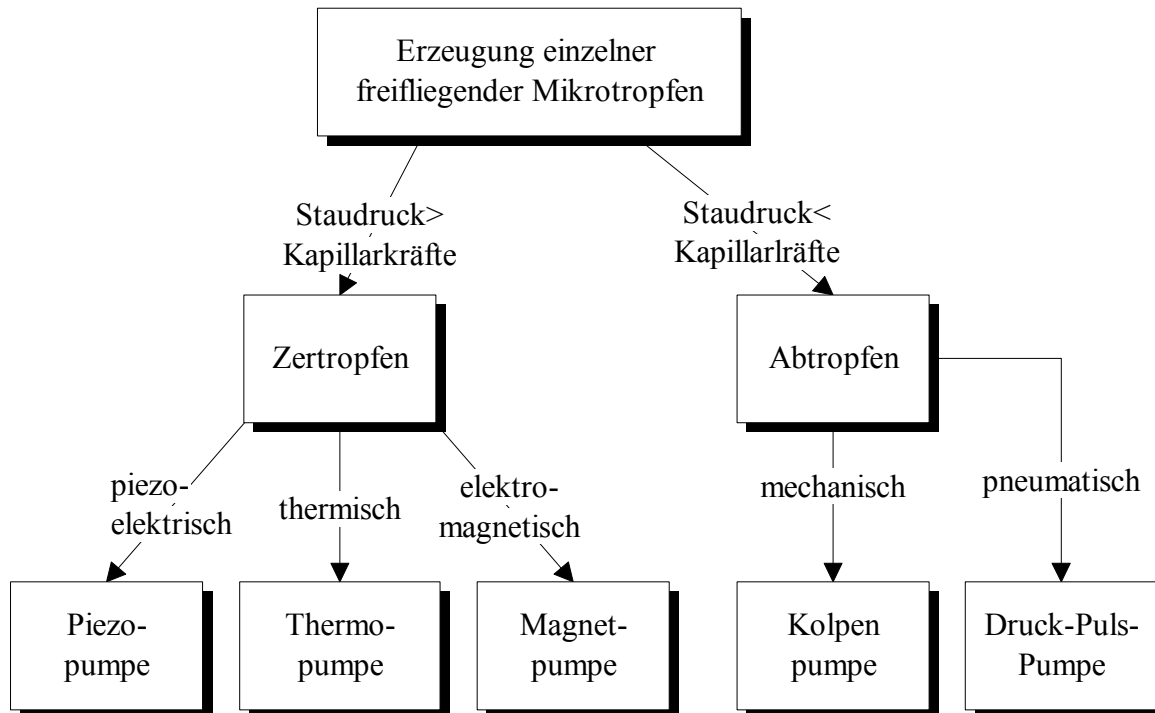 Erzeugung einzelner
freifliegender Mikrotropfen
Staudruck>
Kapillarkräfte
Staudruck<
Kapillarlräfte
Zertropfen
Abtropfen
piezo-
elektrisch
thermisch
elektro-
magnetisch
mechanisch
pneumatisch
Piezo-
pumpe
Thermo-
pumpe
Magnet-
pumpe
Kolpen
pumpe
Druck-Puls-
Pumpe